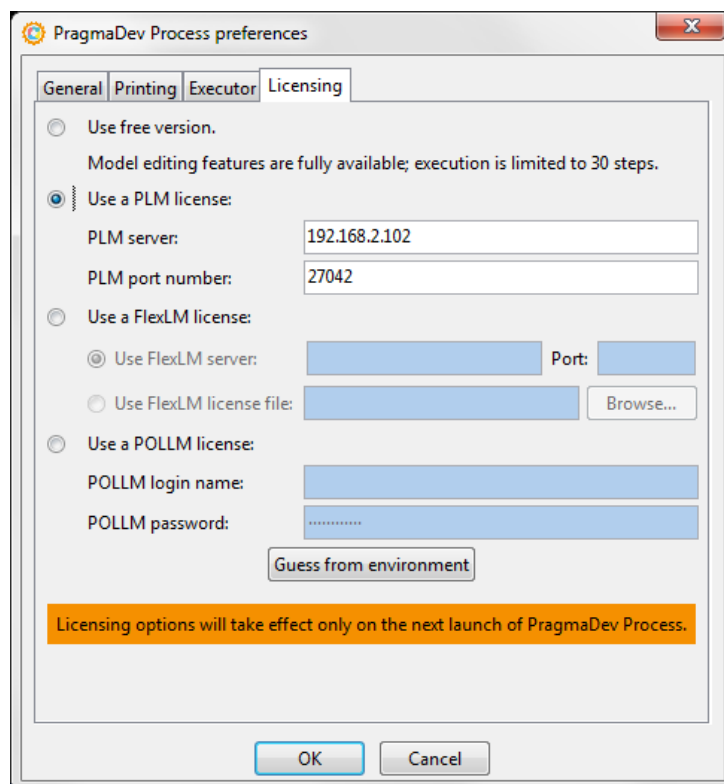 PragmaDev Process preferences
General Printing Executor Licensing
Use free version.
Model editing features are fully available; execution is limited to 30 steps.
Use a PLM license:
PLM server: 192.168.2.102
PLM port number: 27042
Use a FlexLM license:
Use FlexLM server: Port:
Use FlexLM license file: Browse...
Use a POLLM license:
POLLM login name:
POLLM password: ············
Guess from environment
Licensing options will take effect only on the next launch of PragmaDev Process.
OK Cancel